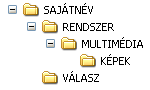 SAJÁTNÉV
RENDSZER
MULTIMÉDIA
KÉPEK
VÁLASZ